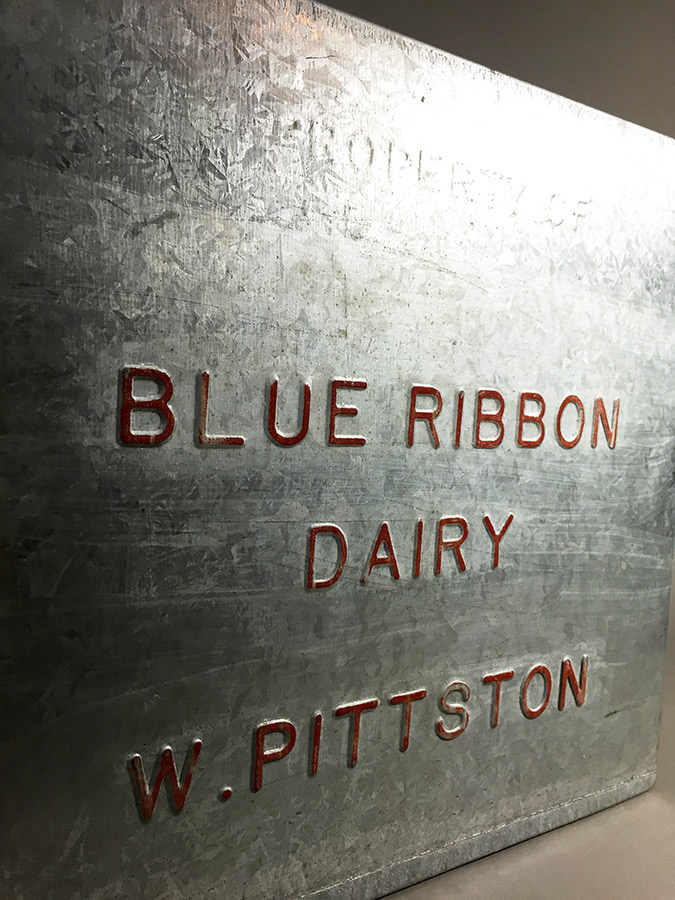 PROPERTY OF
BLUE RIBBON
DAIRY
W. PITTSTON